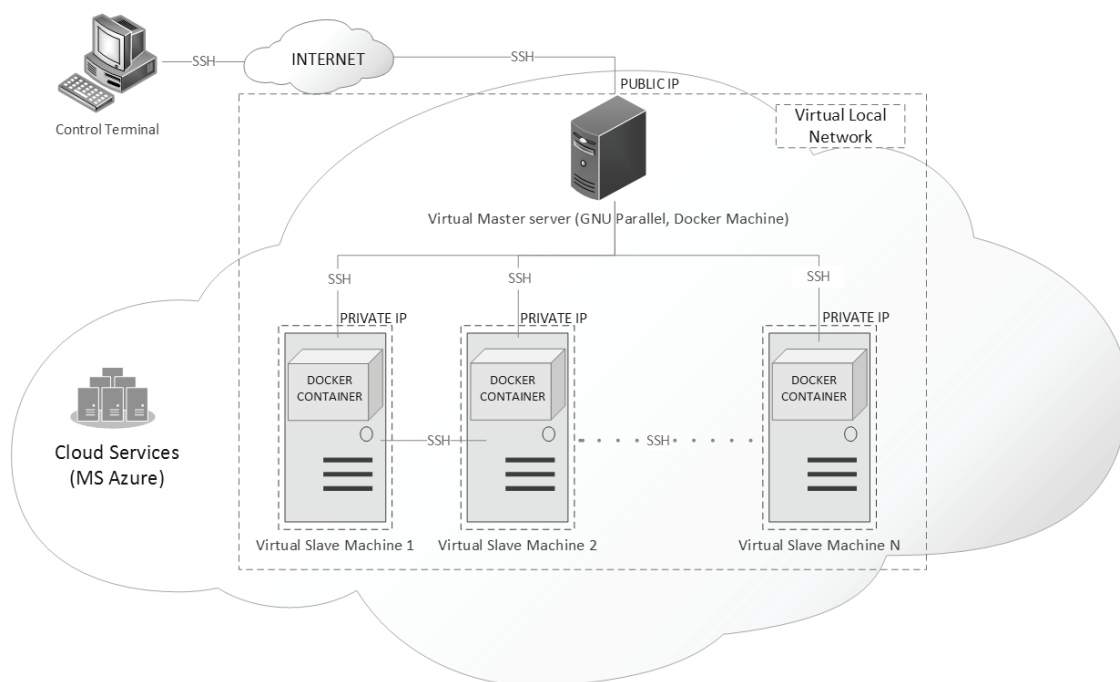 SSH
INTERNET
SSH
PUBLIC IP
Control Terminal
Virtual Local
Network
Virtual Master server (GNU Parallel, Docker Machine)
SSH
SSH
SSH
PRIVATE IP
PRIVATE IP
PRIVATE IP
DOCKER
CONTAINER
DOCKER
CONTAINER
DOCKER
CONTAINER
SSH
SSH
Cloud Services
(MS Azure)
Virtual Slave Machine 1
Virtual Slave Machine 2
Virtual Slave Machine N